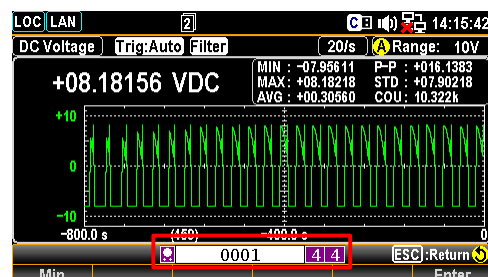 LOC LAN 2 C 14:15:42
DC Voltage Trig:Auto Filter 20/s A Range: 10V
+08.18156 VDC
MIN : -07.95611 P-P : +016.1383
MAX: +08.18218 STD : +07.90218
AVG : +00.30560 COU: 10.322k
+10
0
-10
-800.0 s (459) -400.0 s 0
0001 4 4 ESC :Return
Min Enter